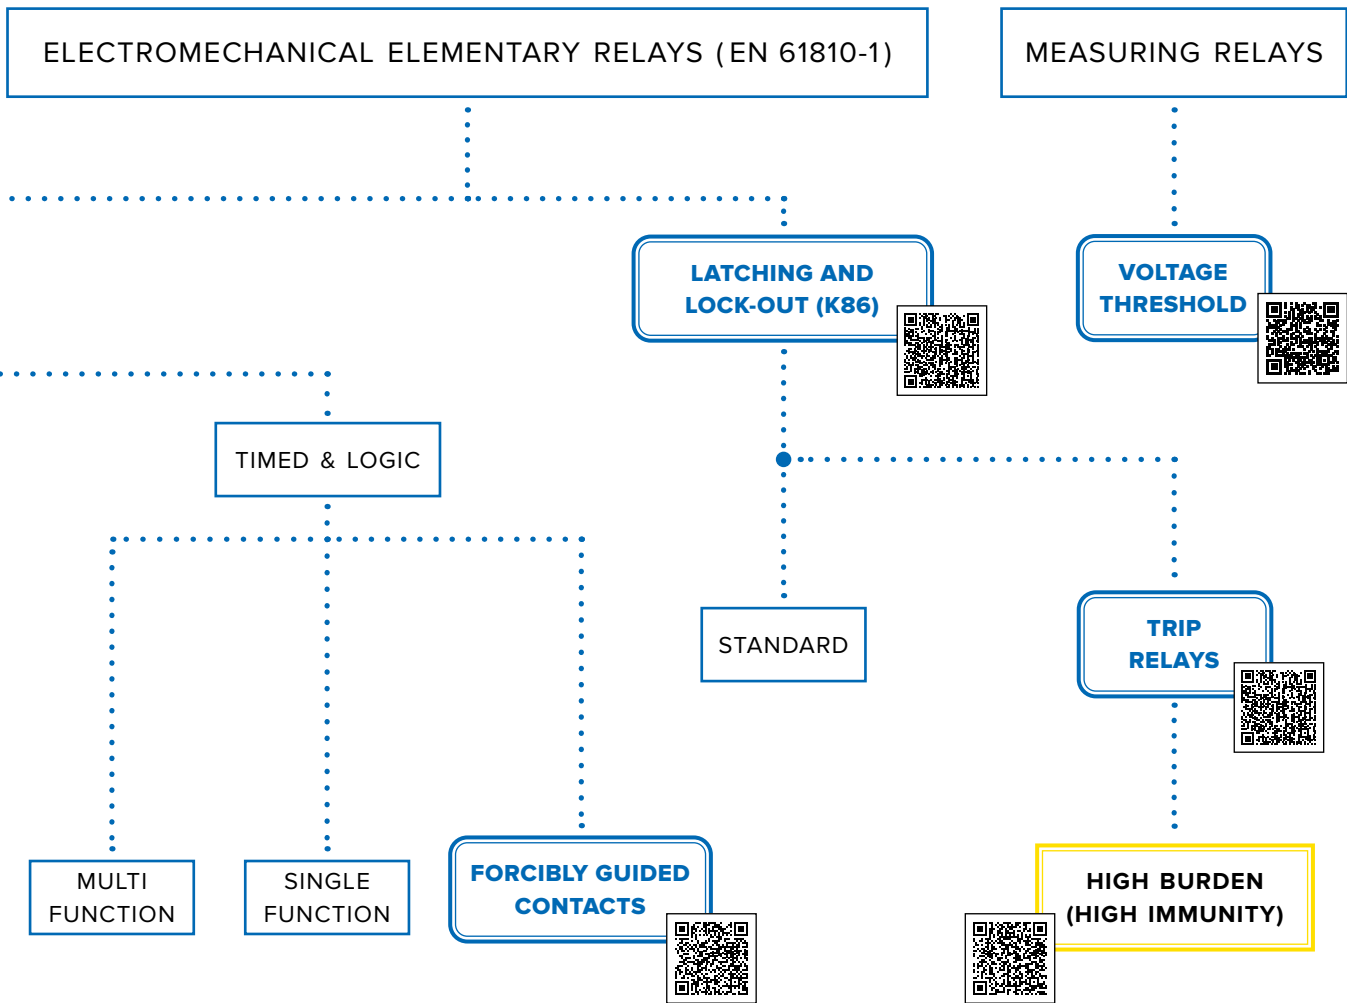 ELECTROMECHANICAL ELEMENTARY RELAYS (EN 61810-1)
MEASURING RELAYS
LATCHING AND
LOCK-OUT (K86)
VOLTAGE
THRESHOLD
TIMED & LOGIC
STANDARD
TRIP
RELAYS
MULTI
FUNCTION
SINGLE
FUNCTION
FORCIBLY GUIDED
CONTACTS
HIGH BURDEN
(HIGH IMMUNITY)